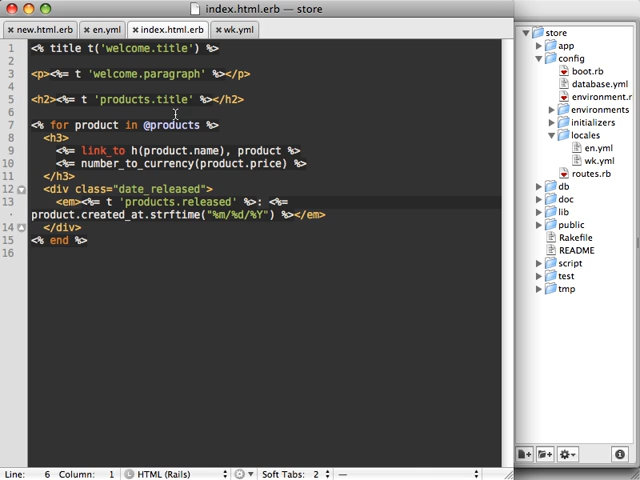 index.html.erb — store
new.html.erb
en.yml
index.html.erb
wk.yml
1 <% title t('welcome.title') %>
2
3 <p><%= t 'welcome.paragraph' %></p>
4
5 <h2><%= t 'products.title' %></h2>
6
7 <% for product in @products %>
8 <h3>
9 <%= link_to h(product.name), product %>
10 <%= number_to_currency(product.price) %>
11 </h3>
12 <div class="date_released">
13 <em><%= t 'products.released' %>: <%=
product.created_at.strftime("%m/%d/%Y") %></em>
14 </div>
15 <% end %>
16
Line: 6 Column: 1 HTML (Rails) Soft Tabs: 2 —
store
app
config
boot.rb
database.yml
environment.r
environments
initializers
locales
en.yml
wk.yml
routes.rb
db
doc
lib
public
Rakefile
README
script
test
tmp